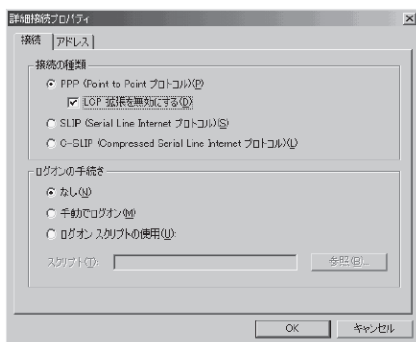 詳細接続プロパティ
接続 アドレス
接続の種類
PPP (Point to Point プロトコル)(P)
LCP 拡張を無効にする(D)
SLIP (Serial Line Internet プロトコル)(S)
C-SLIP (Compressed Serial Line Internet プロトコル)(L)
ログオンの手続き
なし(N)
手動でログオン(M)
ログオン スクリプトの使用(U):
スクリプト(T): 参照(B)...
OK キャンセル